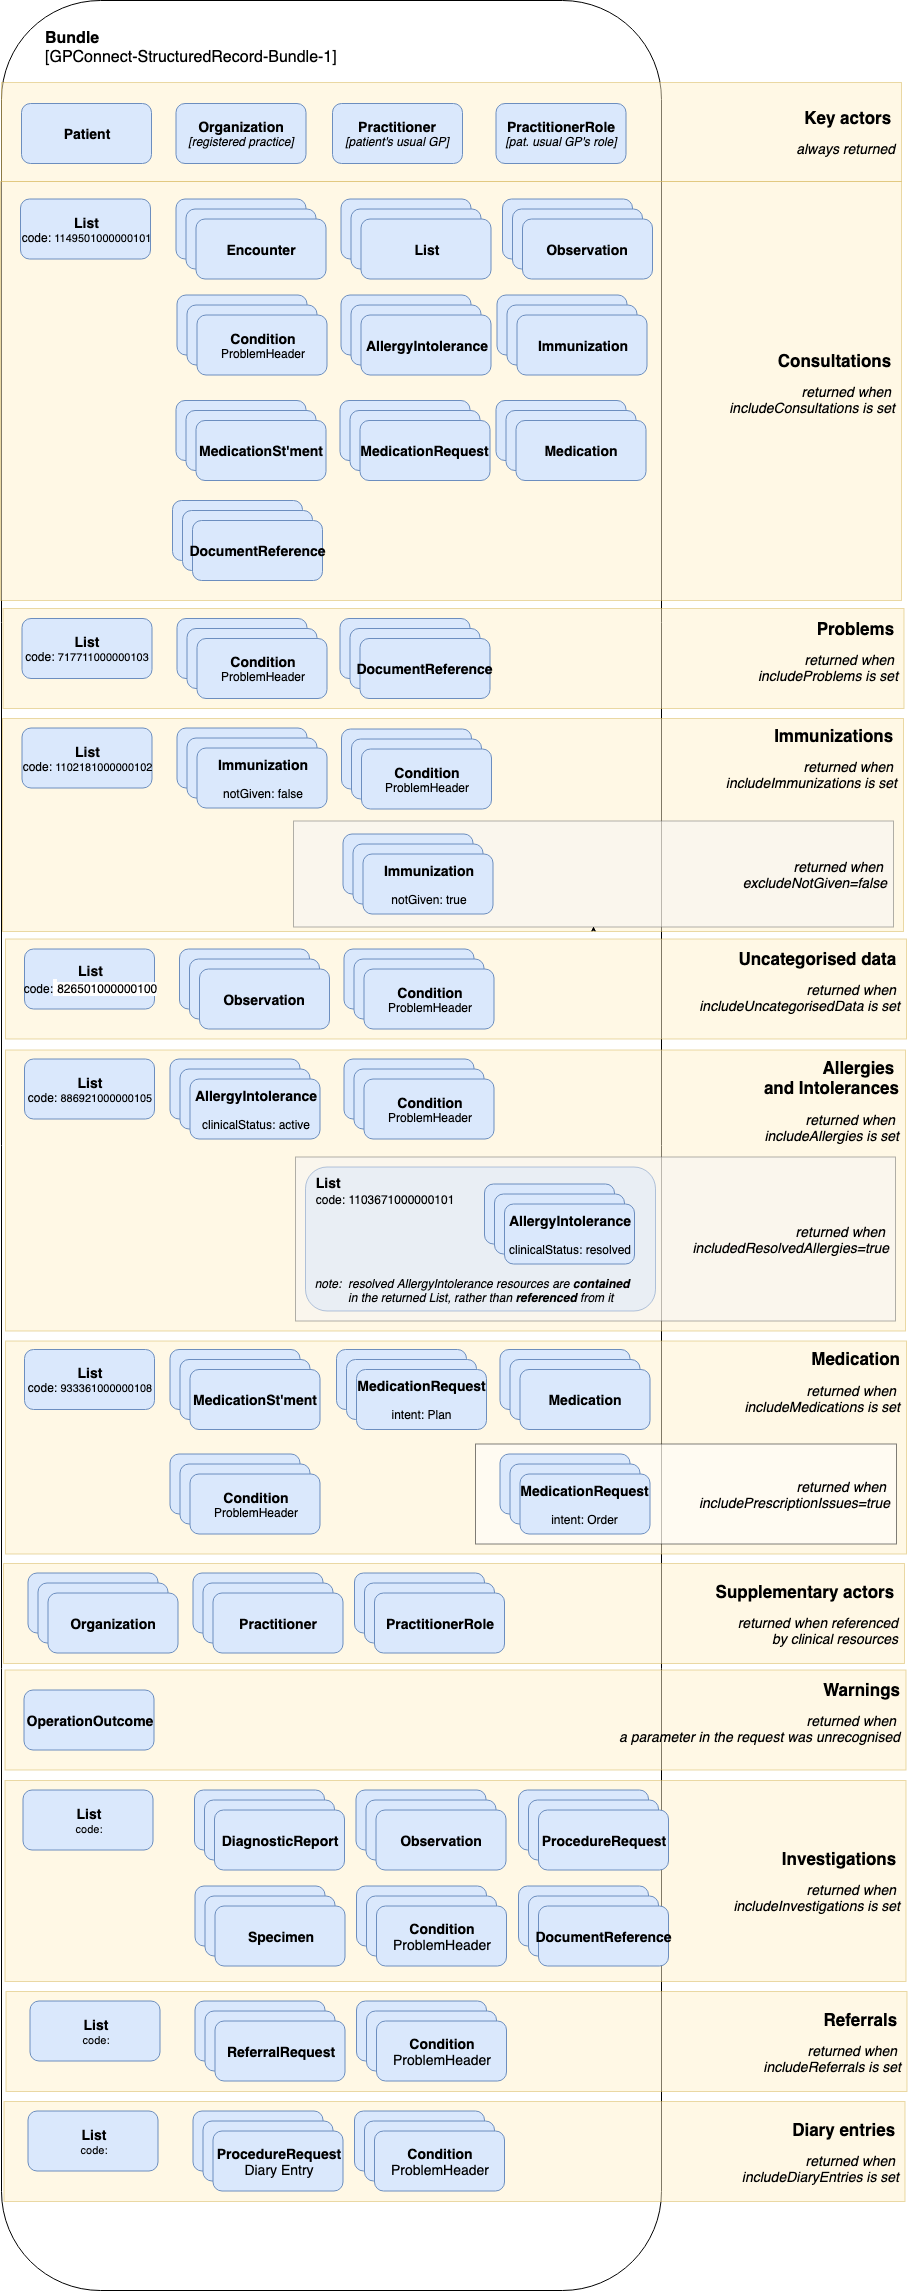 Bundle
[GPConnect-StructuredRecord-Bundle-1]
Patient
Organization
[registered practice]
Practitioner
[patient's usual GP]
PractitionerRole
[pat. usual GP's role]
Key actors
always returned
List
code: 1149501000000101
Encounter
List
Observation
Condition
ProblemHeader
AllergyIntolerance
Immunization
Consultations
returned when
includeConsultations is set
MedicationSt'ment
MedicationRequest
Medication
DocumentReference
List
code: 717711000000103
Condition
ProblemHeader
DocumentReference
Problems
returned when
includeProblems is set
List
code: 1102181000000102
Immunization
notGiven: false
Condition
ProblemHeader
Immunizations
returned when
includeImmunizations is set
Immunization
notGiven: true
returned when
excludeNotGiven=false
List
code: 826501000000100
Observation
Condition
ProblemHeader
Uncategorised data
returned when
includeUncategorisedData is set
List
code: 886921000000105
AllergyIntolerance
clinicalStatus: active
Condition
ProblemHeader
Allergies
and Intolerances
returned when
includeAllergies is set
List
code: 1103671000000101
AllergyIntolerance
clinicalStatus: resolved
note: resolved AllergyIntolerance resources are contained
in the returned List, rather than referenced from it
returned when
includedResolvedAllergies=true
List
code: 933361000000108
MedicationSt'ment
MedicationRequest
intent: Plan
Medication
Medication
returned when
includeMedications is set
Condition
ProblemHeader
MedicationRequest
intent: Order
returned when
includePrescriptionIssues=true
Organization
Practitioner
PractitionerRole
Supplementary actors
returned when referenced
by clinical resources
OperationOutcome
Warnings
returned when
a parameter in the request was unrecognised
List
code:
DiagnosticReport
Observation
ProcedureRequest
Specimen
Condition
ProblemHeader
DocumentReference
Investigations
returned when
includeInvestigations is set
List
code:
ReferralRequest
Condition
ProblemHeader
Referrals
returned when
includeReferrals is set
List
code:
ProcedureRequest
Diary Entry
Condition
ProblemHeader
Diary entries
returned when
includeDiaryEntries is set